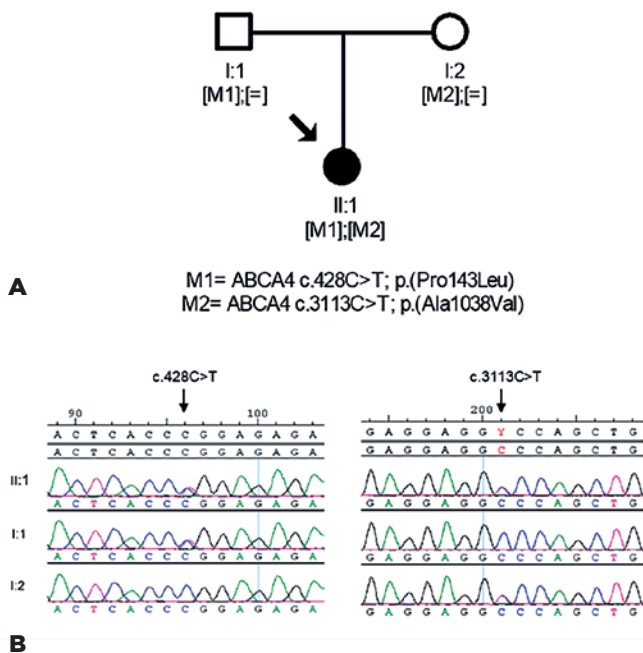 I:1
[M1];[=]
I:2
[M2];[=]
II:1
[M1];[M2]
A
M1= ABCA4 c.428C>T; p.(Pro143Leu)
M2= ABCA4 c.3113C>T; p.(Ala1038Val)
c.428C>T
90 100
A C T C A C C C G G A G A G A
A C T C A C C C G G A G A G A
II:1
A C T C A C C C G G A G A G A
I:1
A C T C A C C C G G A G A G A
I:2
A C T C A C C C G G A G A G A
c.3113C>T
200
G A G G A G G Y C C A G C T G
G A G G A G G C C C A G C T G
G A G G A G G C C C A G C T G
G A G G A G G C C C A G C T G
G A G G A G G C C C A G C T G
B